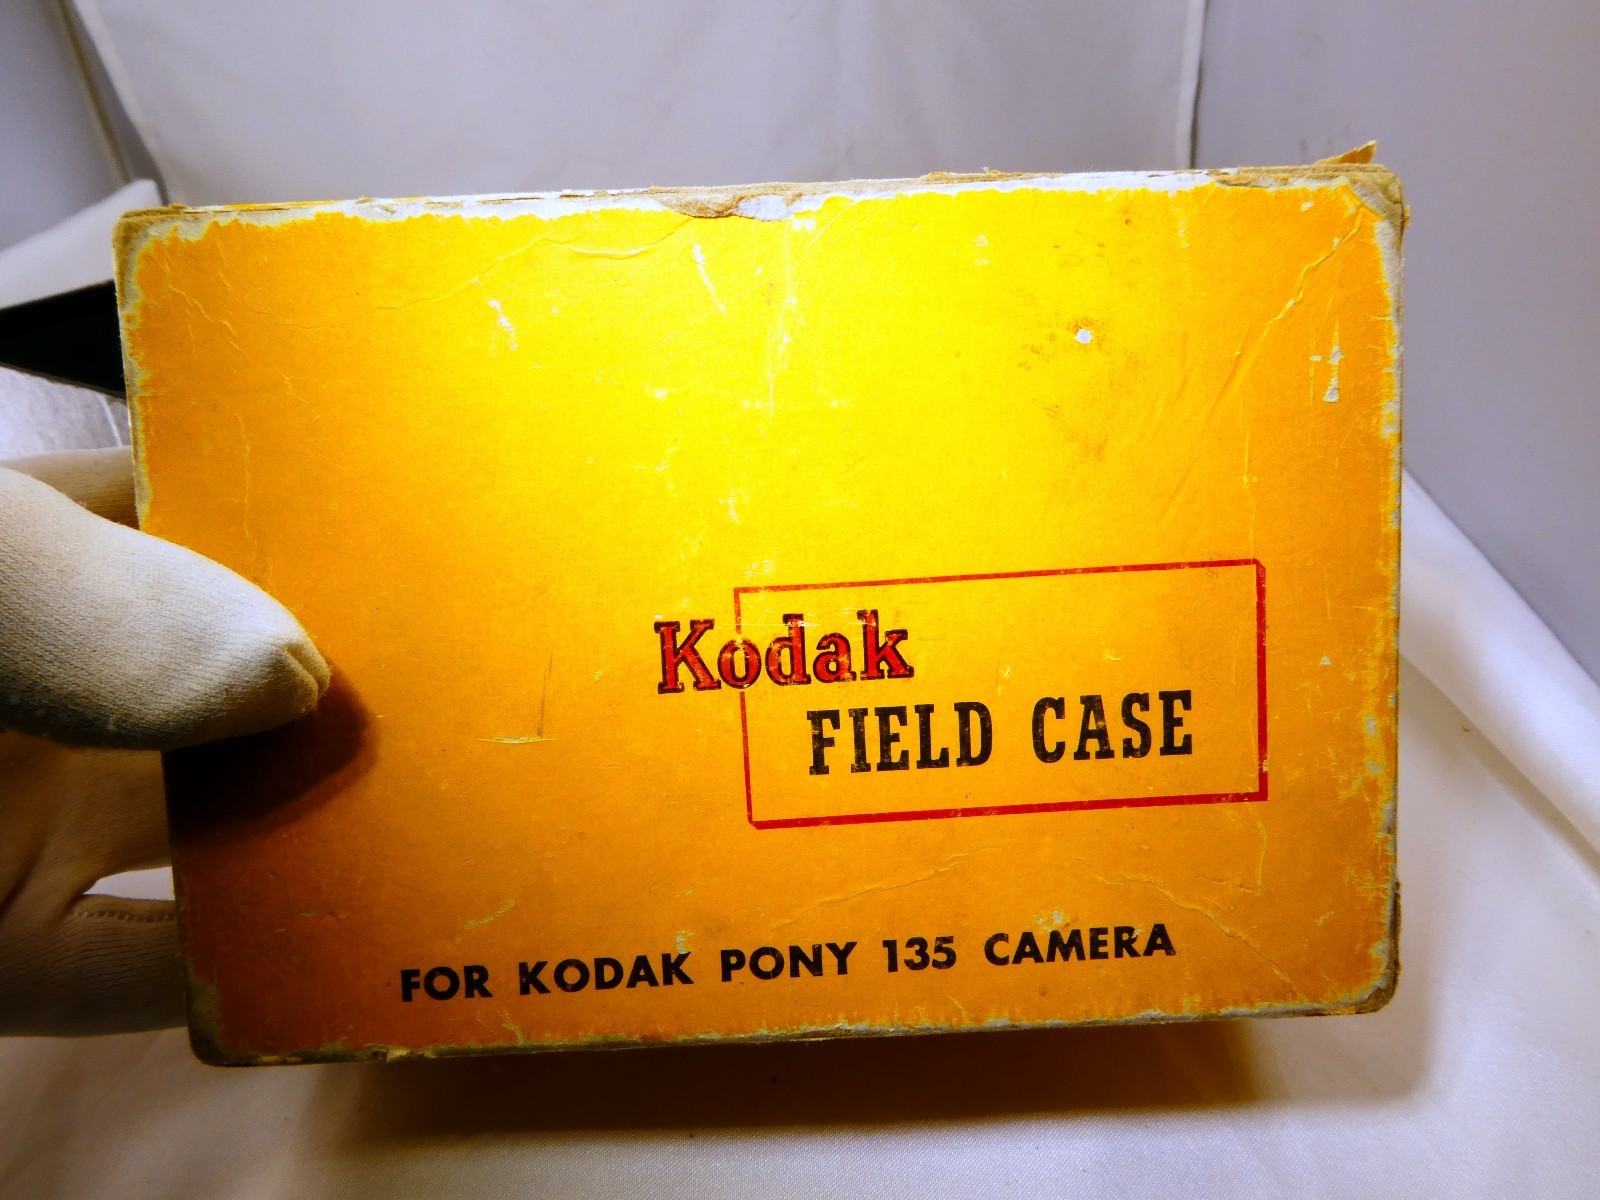 Kodak
FIELD CASE
FOR KODAK PONY 135 CAMERA